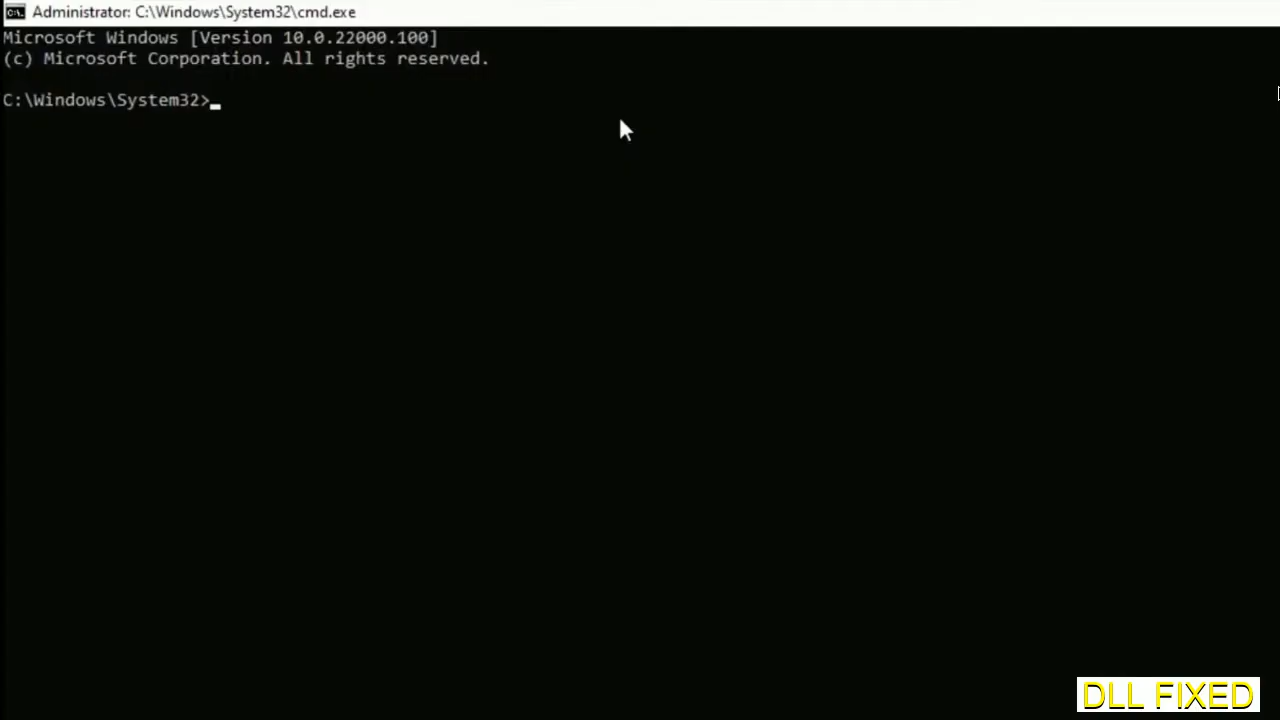 Administrator: C:\Windows\System32\cmd.exe
Microsoft Windows [Version 10.0.22000.100]
(c) Microsoft Corporation. All rights reserved.
C:\Windows\System32>
DLL FIXED